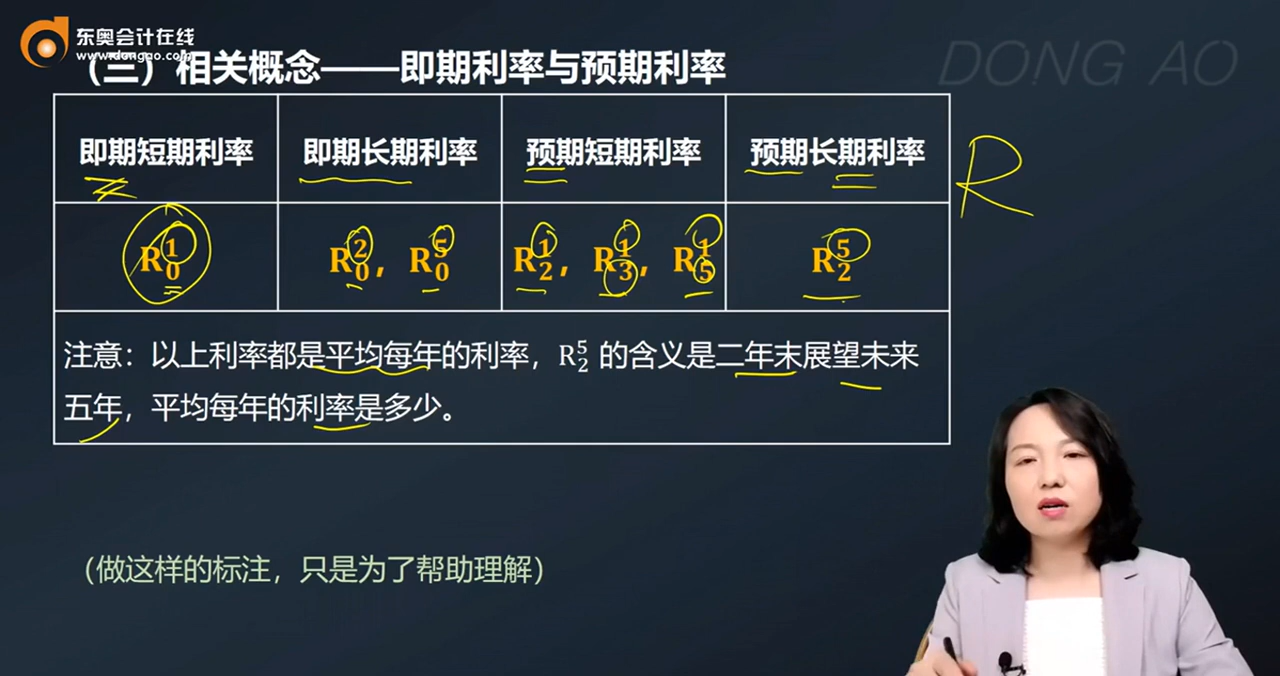 东奥会计在线
www.dongao.com
DONG AO
（三）相关概念——即期利率与预期利率
即期短期利率 即期长期利率 预期短期利率 预期长期利率
R
R₀¹ R₀², R₀⁵ R₂¹, R₃¹, R₅¹ R₂⁵
注意：以上利率都是平均每年的利率，R₂⁵ 的含义是二年末展望未来
五年，平均每年的利率是多少。
（做这样的标注，只是为了帮助理解）